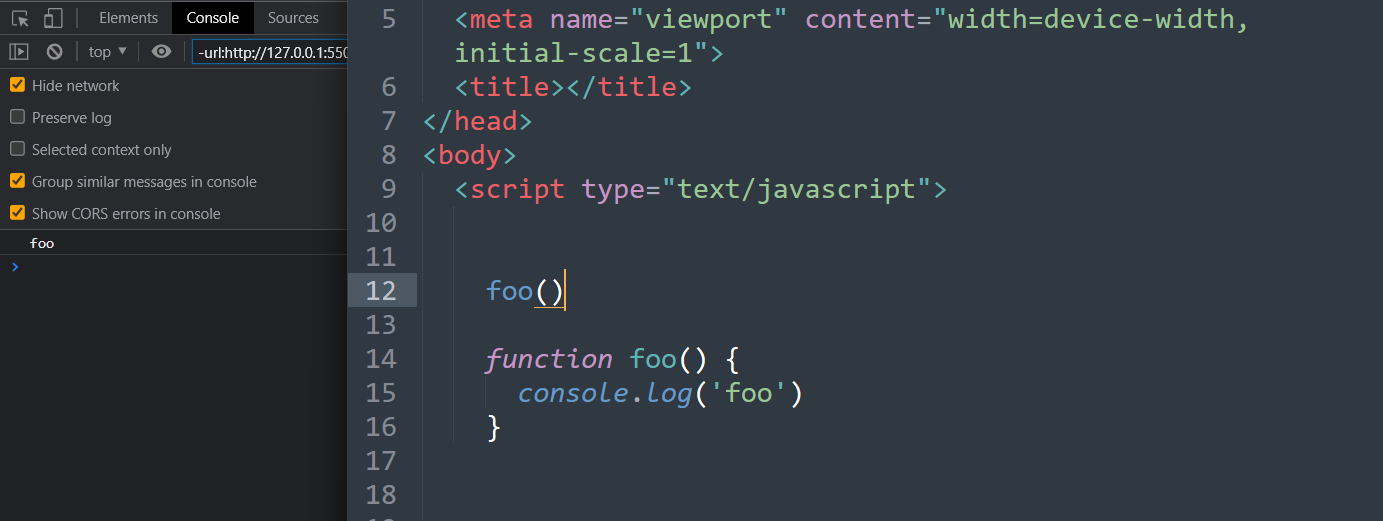 Elements Console Sources
top ▼ -url:http://127.0.0.1:550
Hide network
Preserve log
Selected context only
Group similar messages in console
Show CORS errors in console
foo
>
5 <meta name="viewport" content="width=device-width,
initial-scale=1">
6 <title></title>
7 </head>
8 <body>
9 <script type="text/javascript">
10
11
12 foo()
13
14 function foo() {
15 console.log('foo')
16 }
17
18